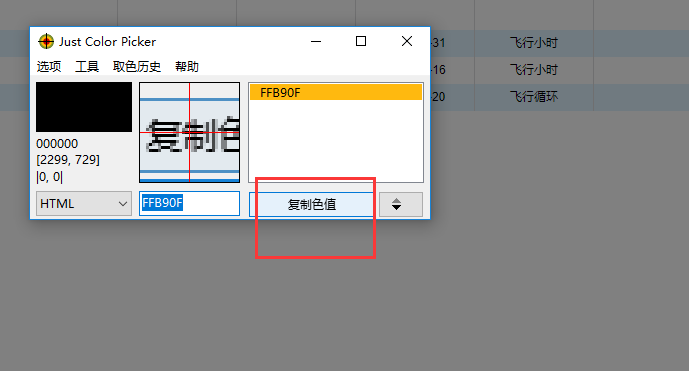 Just Color Picker
选项 工具 取色历史 帮助
000000
[2299, 729]
|0, 0|
HTML
复制色
FFB90F
FFB90F
复制色值
-31 飞行小时
-16 飞行小时
20 飞行循环